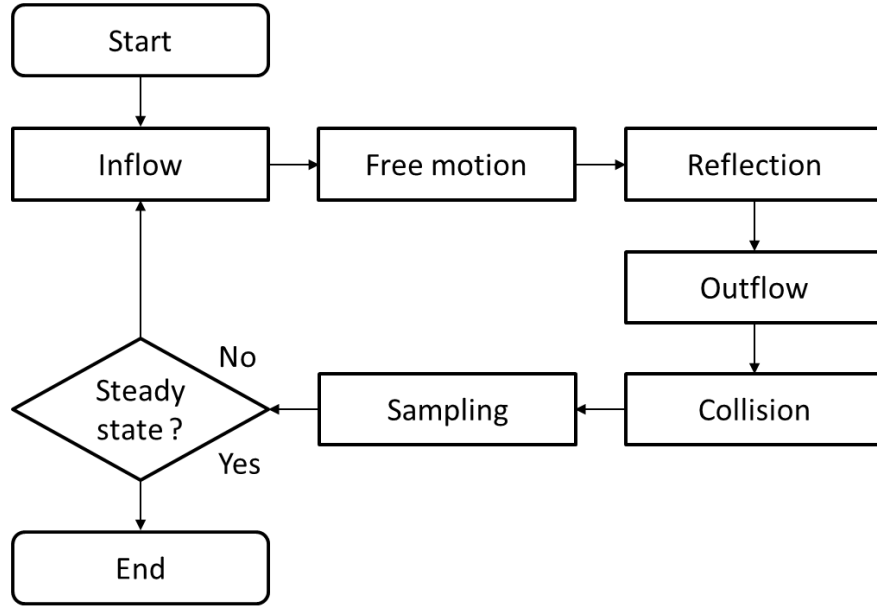 Start
Inflow
Free motion
Reflection
Outflow
Collision
Sampling
Steady
state ?
No
Yes
End